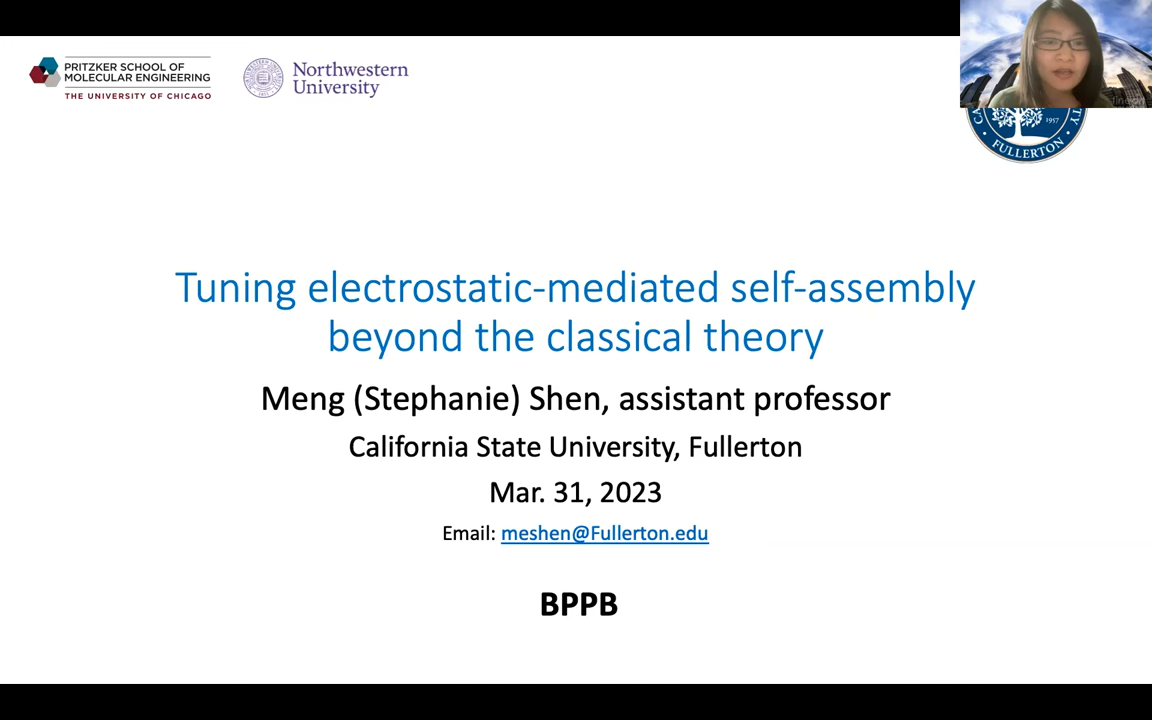 PRITZKER SCHOOL OF
MOLECULAR ENGINEERING
THE UNIVERSITY OF CHICAGO
Northwestern
University
1957
FULLERTON
Tuning electrostatic-mediated self-assembly
beyond the classical theory
Meng (Stephanie) Shen, assistant professor
California State University, Fullerton
Mar. 31, 2023
Email: meshen@Fullerton.edu
BPPB